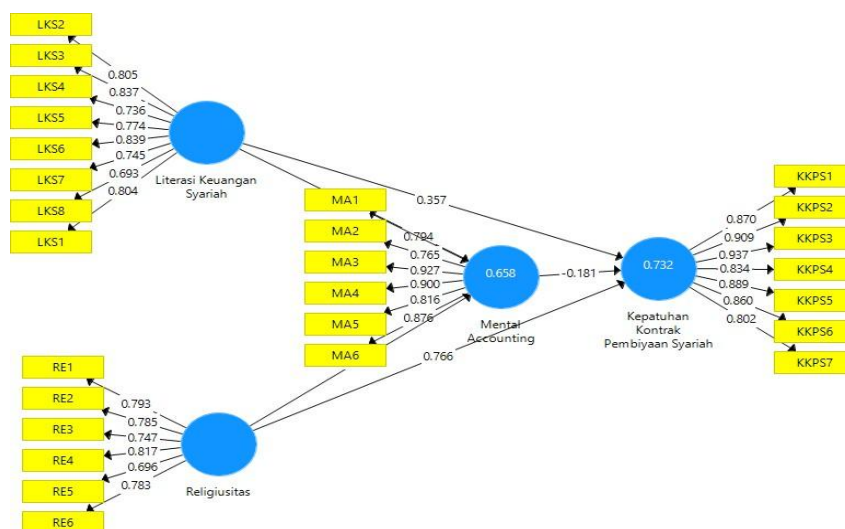 LKS2
LKS3
LKS4
LKS5
LKS6
LKS7
LKS8
LKS1
0.805
0.837
0.736
0.774
0.839
0.745
0.693
0.804
Literasi Keuangan
Syariah
0.357
MA1
MA2
MA3
MA4
MA5
MA6
0.794
0.765
0.927
0.900
0.816
0.876
0.658
Mental
Accounting
-0.181
0.732
Kepatuhan
Kontrak
Pembiyaan Syariah
0.766
KKPS1
KKPS2
KKPS3
KKPS4
KKPS5
KKPS6
KKPS7
0.870
0.909
0.937
0.834
0.889
0.860
0.802
RE1
RE2
RE3
RE4
RE5
RE6
0.793
0.785
0.747
0.817
0.696
0.783
Religiusitas